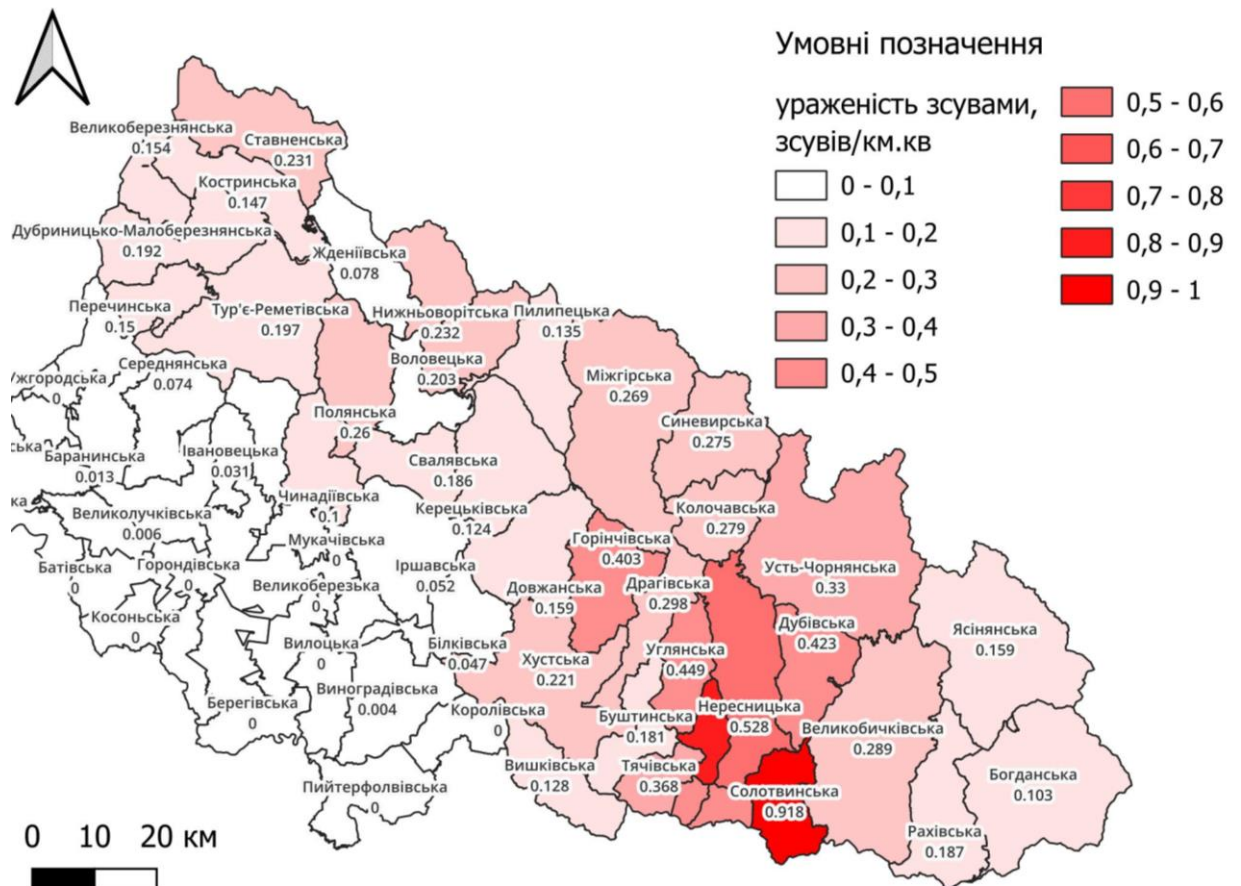 Умовні позначення
ураженість зсувами,
зсувів/км.кв
0 - 0,1
0,1 - 0,2
0,2 - 0,3
0,3 - 0,4
0,4 - 0,5
0,5 - 0,6
0,6 - 0,7
0,7 - 0,8
0,8 - 0,9
0,9 - 1
Великоберезнянська
0.154
Ставненська
0.231
Костринська
0.147
Дубриницько-Малоберезнянська
0.192
Жденіївська
0.078
Перечинська
0.15
Тур'є-Реметівська
0.197
Нижньоворітська
0.232
Пилипецька
0.135
Воловецька
0.203
Середнянська
0.074
Ужгородська
0
Міжгірська
0.269
Синевирська
0.275
Полянська
0.26
ська
Баранинська
0.013
Івановецька
0.031
Свалявська
0.186
Чинадіївська
0.1
Керецьківська
0.124
Колочавська
0.279
ка
Великолучківська
0.006
Мукачівська
0
Горінчівська
0.403
Батівська
0
Горондівська
0
Великоберезька
0
Іршавська
0.052
Довжанська
0.159
Драгівська
0.298
Усть-Чорнянська
0.33
Косоньська
0
Вилоцька
0
Білківська
0.047
Хустська
0.221
Углянська
0.449
Дубівська
0.423
Ясінянська
0.159
Берегівська
0
Виноградівська
0.004
Королівська
0
Буштинська
0.181
Нересницька
0.528
Великобичківська
0.289
Вишківська
0.128
Тячівська
0.368
Солотвинська
0.918
Богданська
0.103
Пийтерфолвівська
0
Рахівська
0.187
0 10 20 км